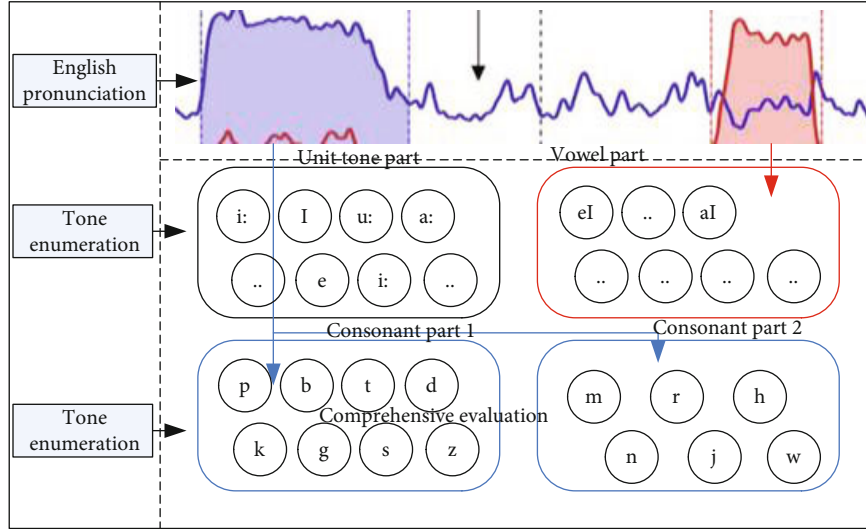 English
pronunciation
Unit tone part
Vowel part
Tone
enumeration
i: I u: a:
.. e i: ..
eI .. aI
.. .. .. ..
Consonant part 1
Consonant part 2
Tone
enumeration
p b t d
Comprehensive evaluation
k g s z
m r h
n j w